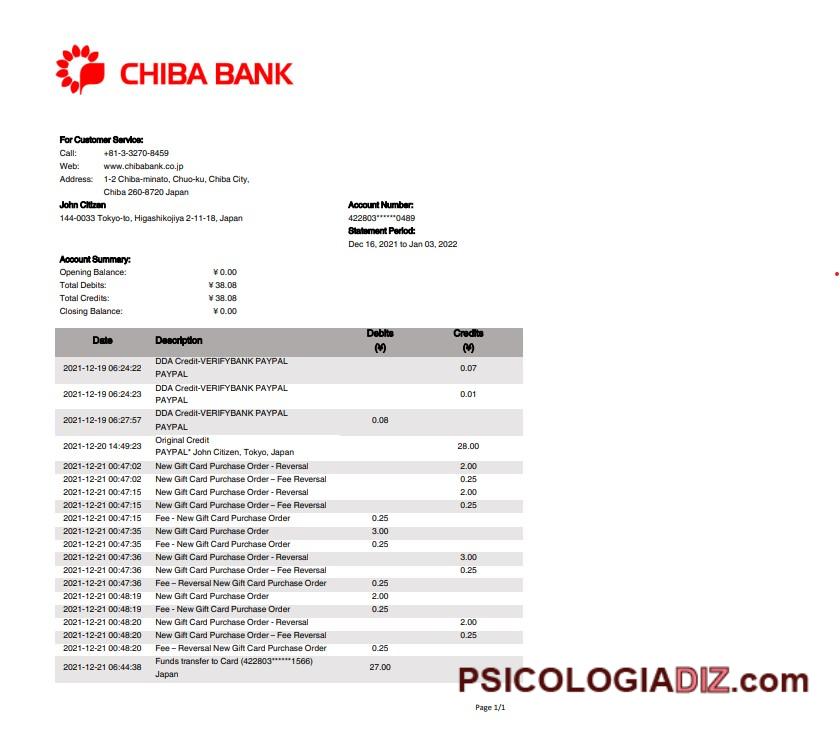 CHIBA BANK
For Customer Service:
Call: +81-3-3270-8459
Web: www.chibabank.co.jp
Address: 1-2 Chiba-minato, Chuo-ku, Chiba City,
Chiba 260-8720 Japan
John Citizen
144-0033 Tokyo-to, Higashikojiya 2-11-18, Japan
Account Number:
422803******0489
Statement Period:
Dec 16, 2021 to Jan 03, 2022
Account Summary:
Opening Balance: ¥ 0.00
Total Debits: ¥ 38.08
Total Credits: ¥ 38.08
Closing Balance: ¥ 0.00
Date Description Debits (¥) Credits (¥)
2021-12-19 06:24:22 DDA Credit-VERIFYBANK PAYPAL 0.07
PAYPAL
2021-12-19 06:24:23 DDA Credit-VERIFYBANK PAYPAL 0.01
PAYPAL
2021-12-19 06:27:57 DDA Credit-VERIFYBANK PAYPAL 0.08
PAYPAL
2021-12-20 14:49:23 Original Credit 28.00
PAYPAL* John Citizen, Tokyo, Japan
2021-12-21 00:47:02 New Gift Card Purchase Order - Reversal 2.00
2021-12-21 00:47:02 New Gift Card Purchase Order – Fee Reversal 0.25
2021-12-21 00:47:15 New Gift Card Purchase Order - Reversal 2.00
2021-12-21 00:47:15 New Gift Card Purchase Order – Fee Reversal 0.25
2021-12-21 00:47:15 Fee - New Gift Card Purchase Order 0.25
2021-12-21 00:47:35 New Gift Card Purchase Order 3.00
2021-12-21 00:47:35 Fee - New Gift Card Purchase Order 0.25
2021-12-21 00:47:36 New Gift Card Purchase Order - Reversal 3.00
2021-12-21 00:47:36 New Gift Card Purchase Order – Fee Reversal 0.25
2021-12-21 00:47:36 Fee – Reversal New Gift Card Purchase Order 0.25
2021-12-21 00:48:19 New Gift Card Purchase Order 2.00
2021-12-21 00:48:19 Fee - New Gift Card Purchase Order 0.25
2021-12-21 00:48:20 New Gift Card Purchase Order - Reversal 2.00
2021-12-21 00:48:20 New Gift Card Purchase Order – Fee Reversal 0.25
2021-12-21 00:48:20 Fee – Reversal New Gift Card Purchase Order 0.25
2021-12-21 06:44:38 Funds transfer to Card (422803******1566) 27.00
Japan
PSICOLOGIADIZ.com
Page 1/1